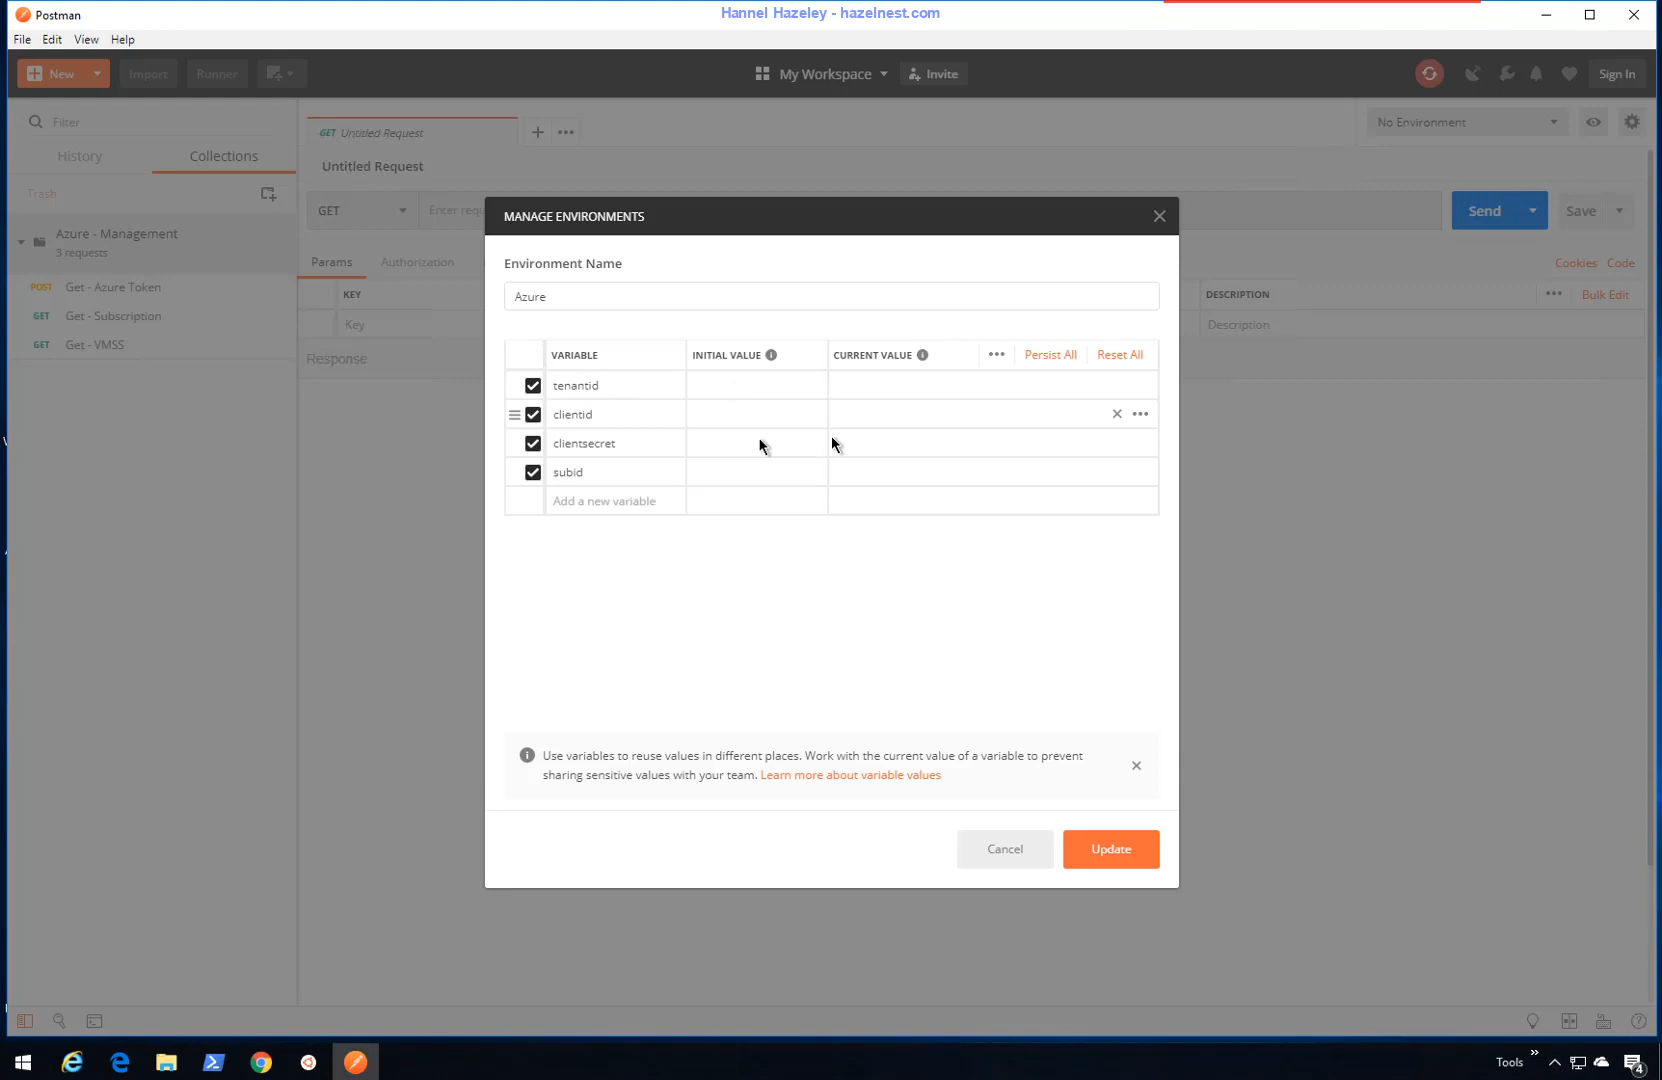 Postman
Hannel Hazeley - hazelnest.com
File Edit View Help
New Import Runner My Workspace Invite Sign In
Filter
GET Untitled Request
No Environment
History Collections
Untitled Request
Trash
GET Enter requ Send Save
Azure - Management
3 requests
Params Authorization Cookies Code
POST Get - Azure Token
GET Get - Subscription
GET Get - VMSS
KEY DESCRIPTION Bulk Edit
Key Description
Response
MANAGE ENVIRONMENTS
Environment Name
Azure
VARIABLE INITIAL VALUE CURRENT VALUE Persist All Reset All
tenantid
clientid
clientsecret
subid
Add a new variable
Use variables to reuse values in different places. Work with the current value of a variable to prevent
sharing sensitive values with your team. Learn more about variable values
Cancel Update
Tools
4